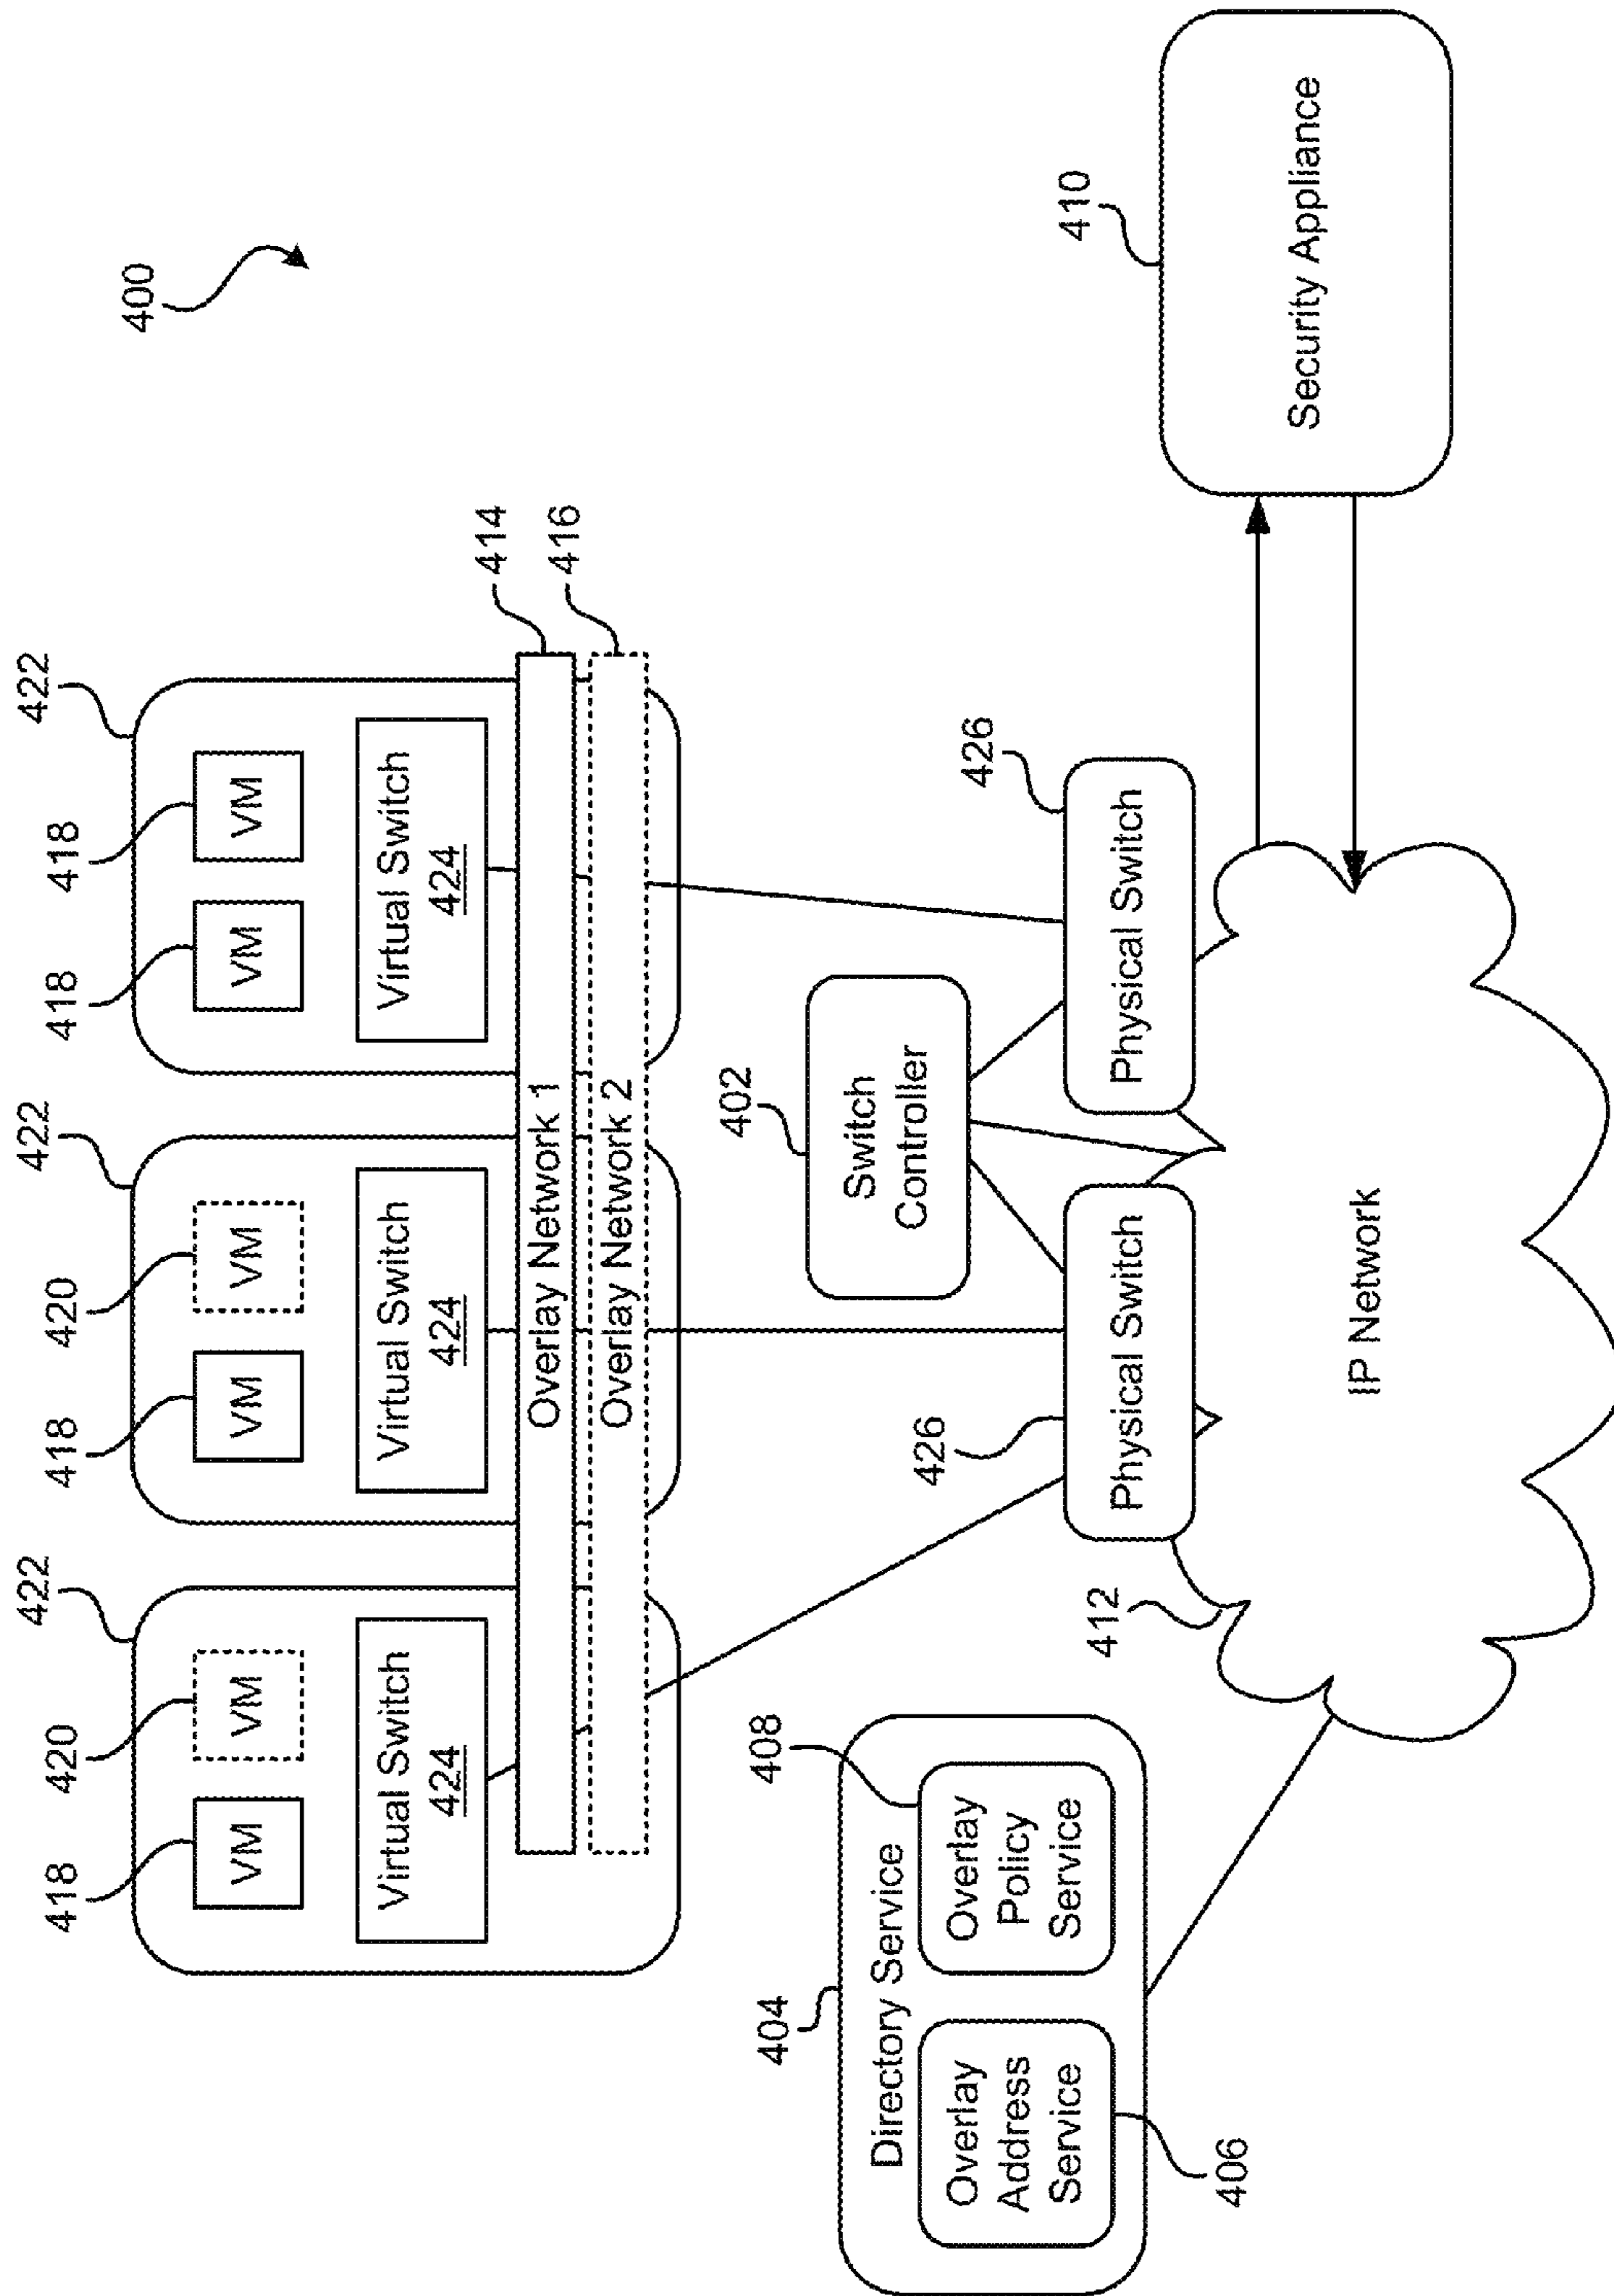 400
422
422
422
418
420
418
420
418
418
VM
VM
VM
VM
VM
VM
Virtual Switch
424
Virtual Switch
424
Virtual Switch
424
414
Overlay Network 1
416
Overlay Network 2
404
Directory Service
408
Overlay
Address
Service
Overlay
Policy
Service
406
402
Switch
Controller
426
Physical Switch
426
Physical Switch
412
IP Network
410
Security Appliance